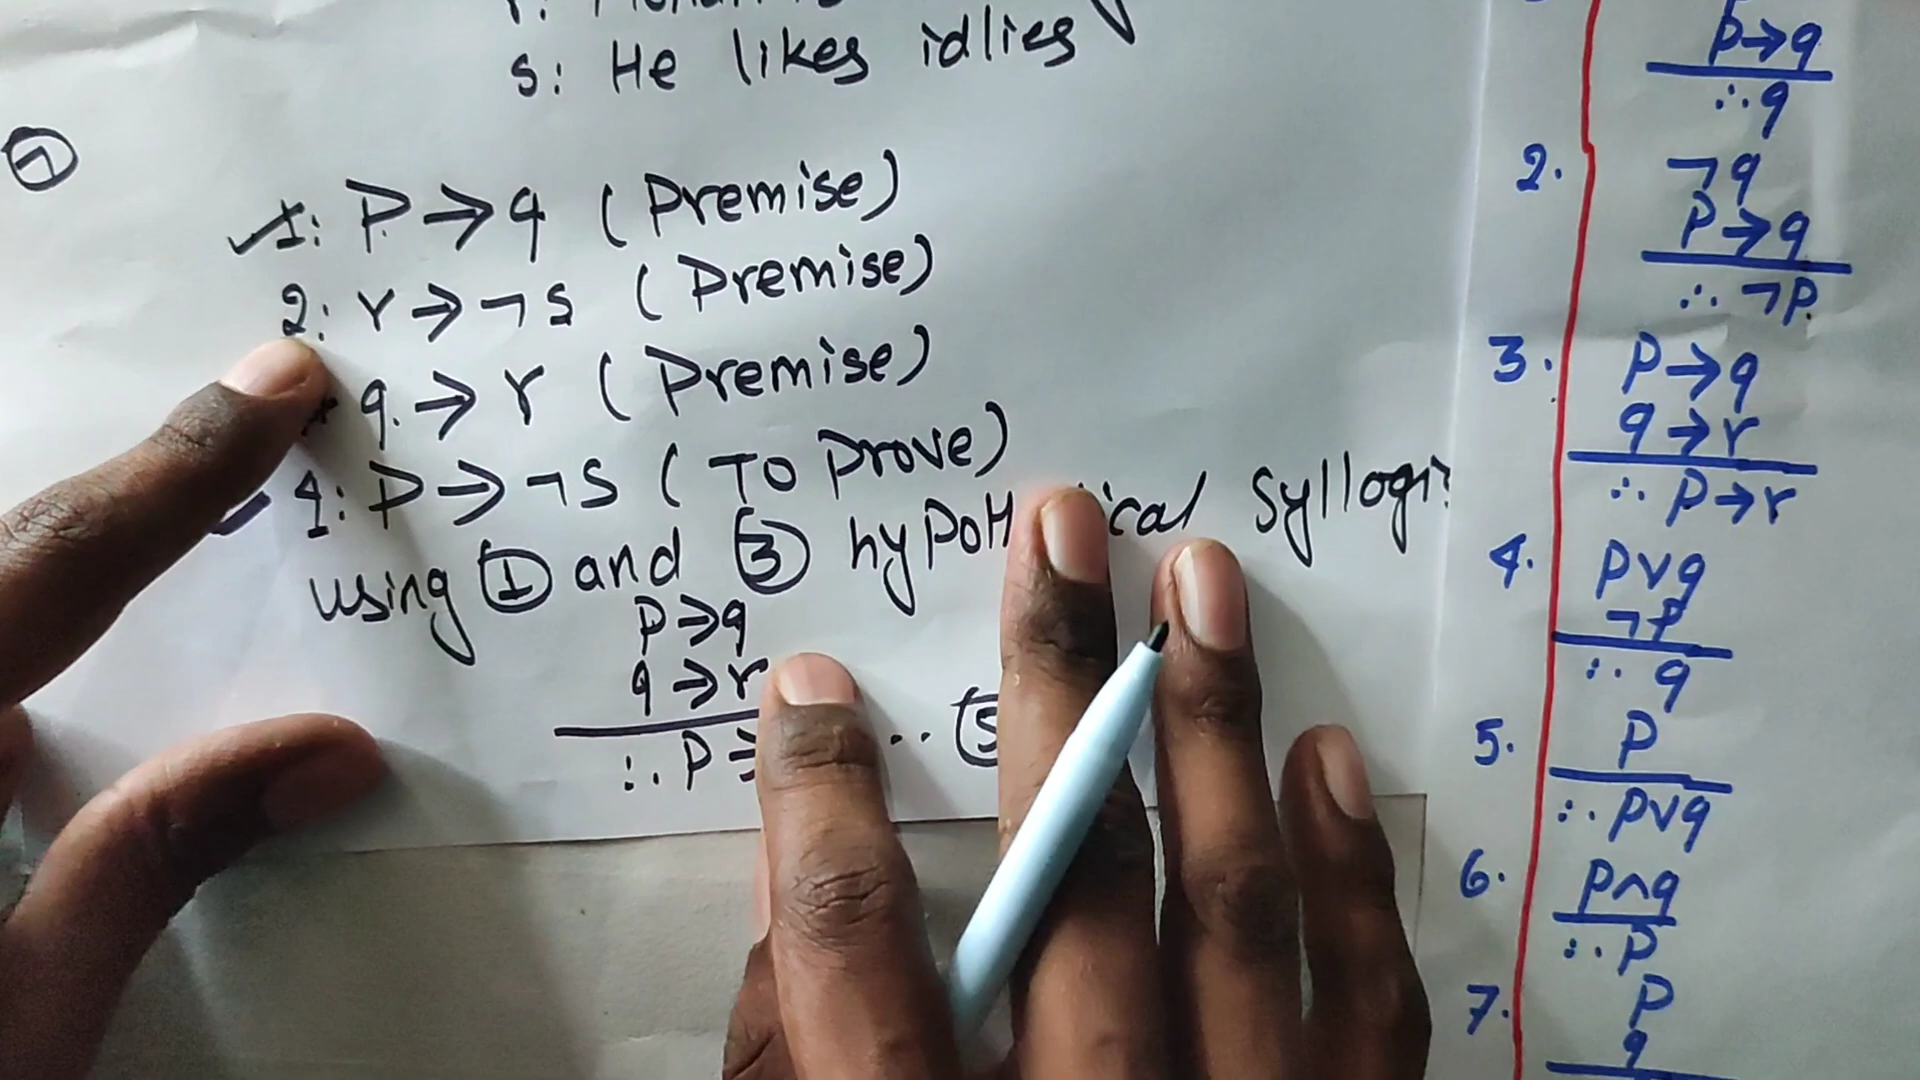 s: He likes idlies
1: P→q (Premise)
2: r→¬s (Premise)
q→r (Premise)
4: P→¬s (To prove)
using ① and ③ hypoth ical Syllogi
P→q
q→r
∴ P→ .. ⑤
P→q
∴ q
2. ¬q
P→q
∴ ¬P
3. P→q
q→r
∴ P→r
4. P∨q
¬P
∴ q
5. P
∴ P∨q
6. P∧q
∴ P
7. P
q